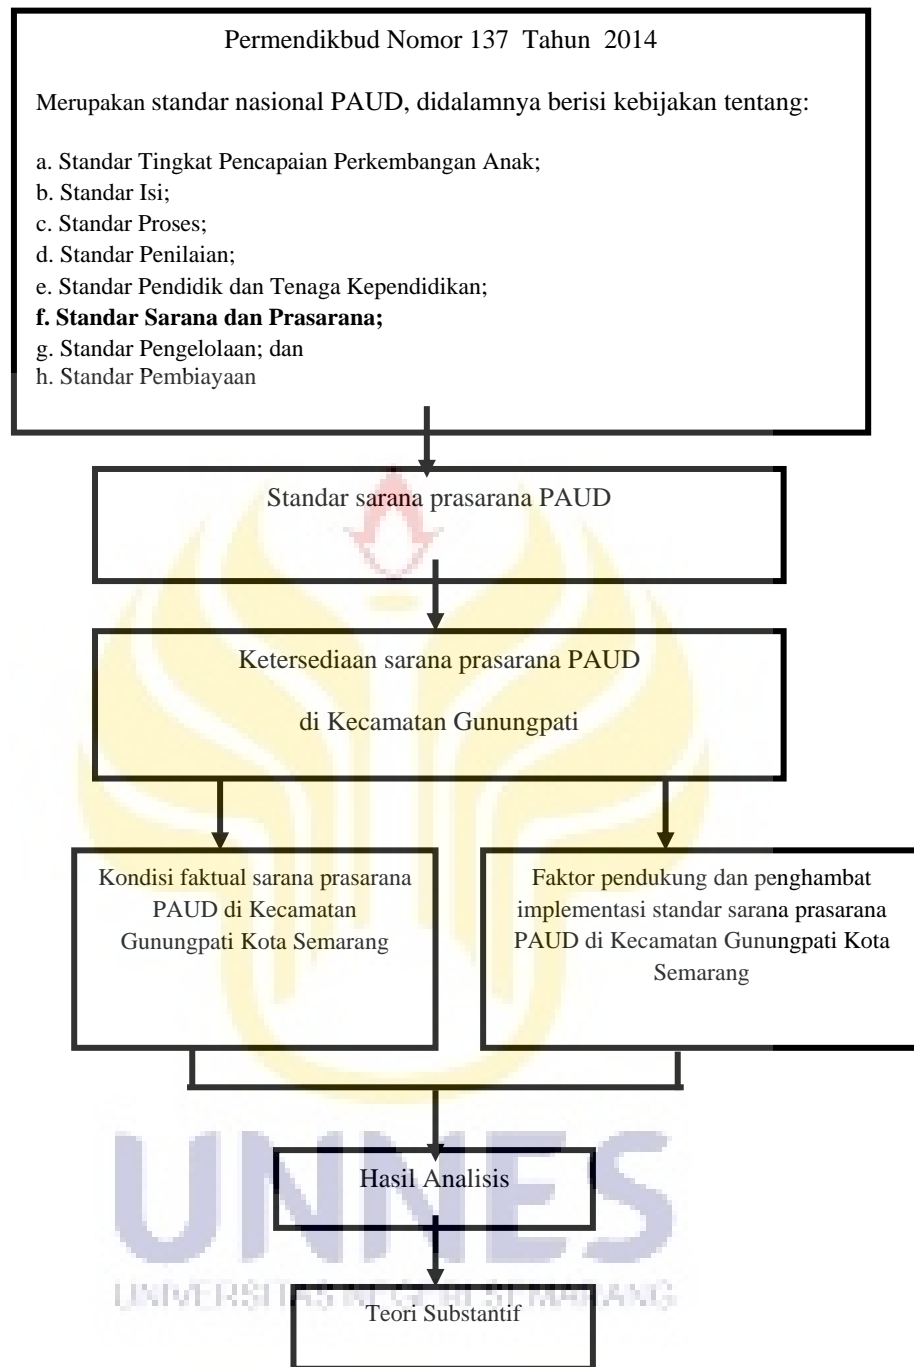 Permendikbud Nomor 137 Tahun 2014
Merupakan standar nasional PAUD, didalamnya berisi kebijakan tentang:
a. Standar Tingkat Pencapaian Perkembangan Anak;
b. Standar Isi;
c. Standar Proses;
d. Standar Penilaian;
e. Standar Pendidik dan Tenaga Kependidikan;
f. Standar Sarana dan Prasarana;
g. Standar Pengelolaan; dan
h. Standar Pembiayaan
Standar sarana prasarana PAUD
Ketersediaan sarana prasarana PAUD
di Kecamatan Gunungpati
Kondisi faktual sarana prasarana
PAUD di Kecamatan
Gunungpati Kota Semarang
Faktor pendukung dan penghambat
implementasi standar sarana prasarana
PAUD di Kecamatan Gunungpati Kota
Semarang
Hasil Analisis
Teori Substantif
UNNES
UNIVERSITAS NEGERI SEMARANG